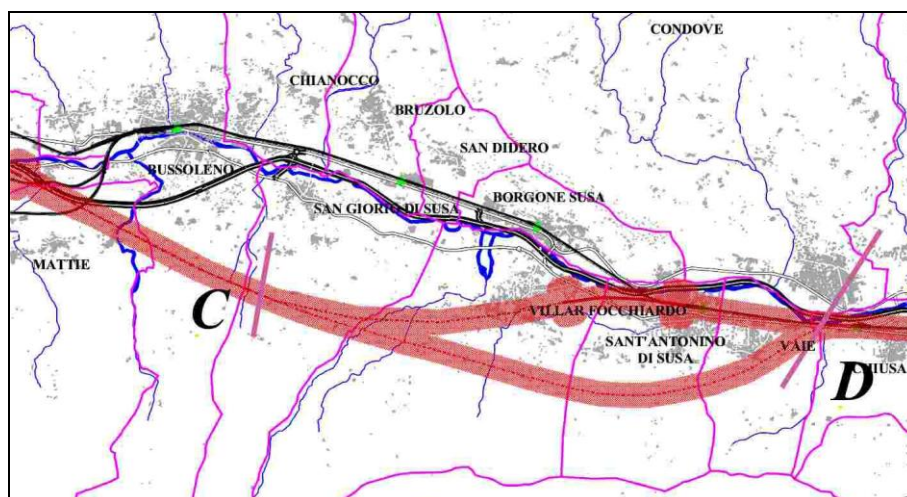 CONDOVE
CHIANOCCO
BRUZOLO
SAN DIDERO
BUSSOLENO
BORGONE SUSA
SAN GIORIO DI SUSA
MATTIE
C
VILLAR FOCCHIARDO
SANT'ANTONINO
DI SUSA
VAIE
CHIUSA
D